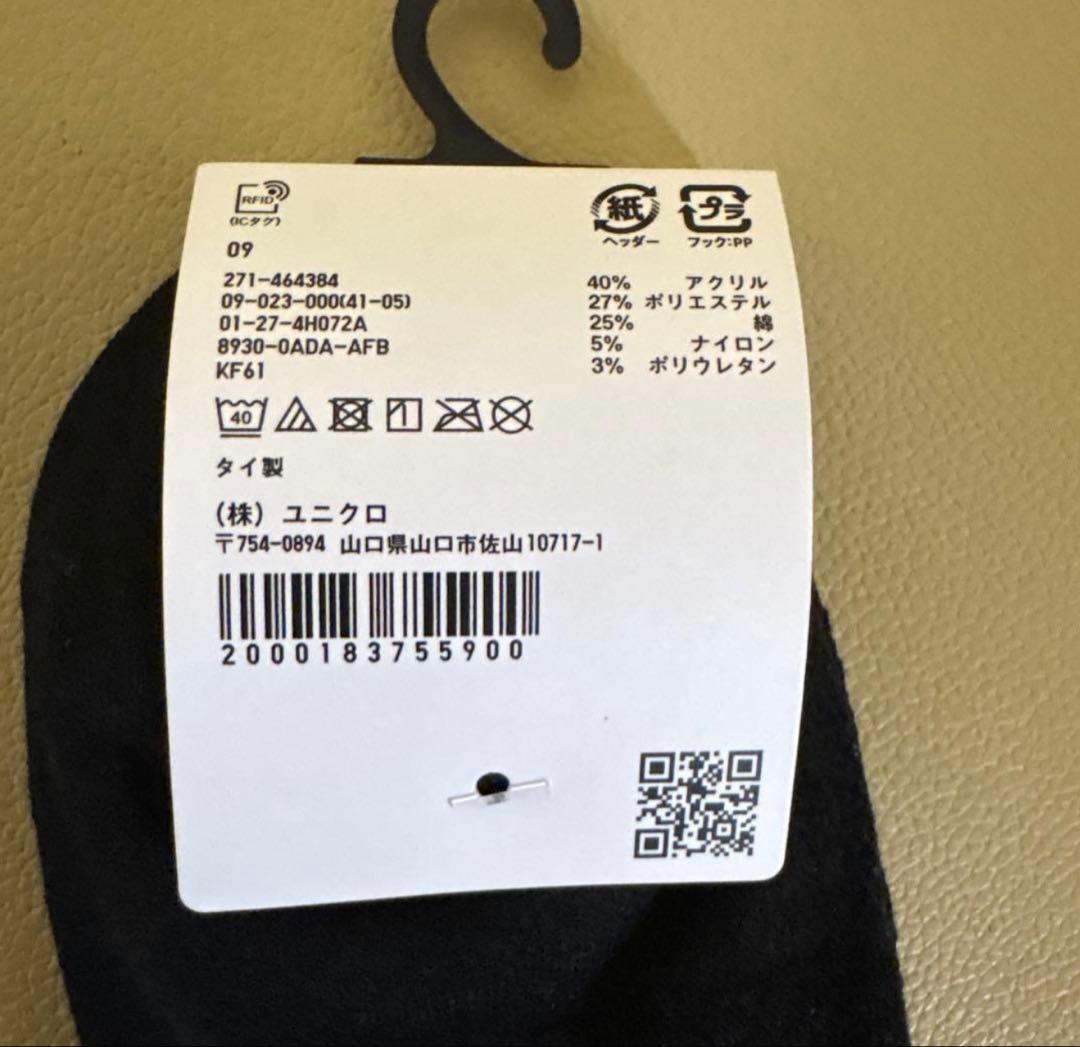 RFID
(ICタグ)
09
271-464384
09-023-000(41-05)
01-27-4H072A
8930-0ADA-AFB
KF61
紙
ヘッダー
プラ
フック:PP
40% アクリル
27% ポリエステル
25% 綿
5% ナイロン
3% ポリウレタン
40
タイ製
(株) ユニクロ
〒754-0894 山口県山口市佐山10717-1
2000183755900